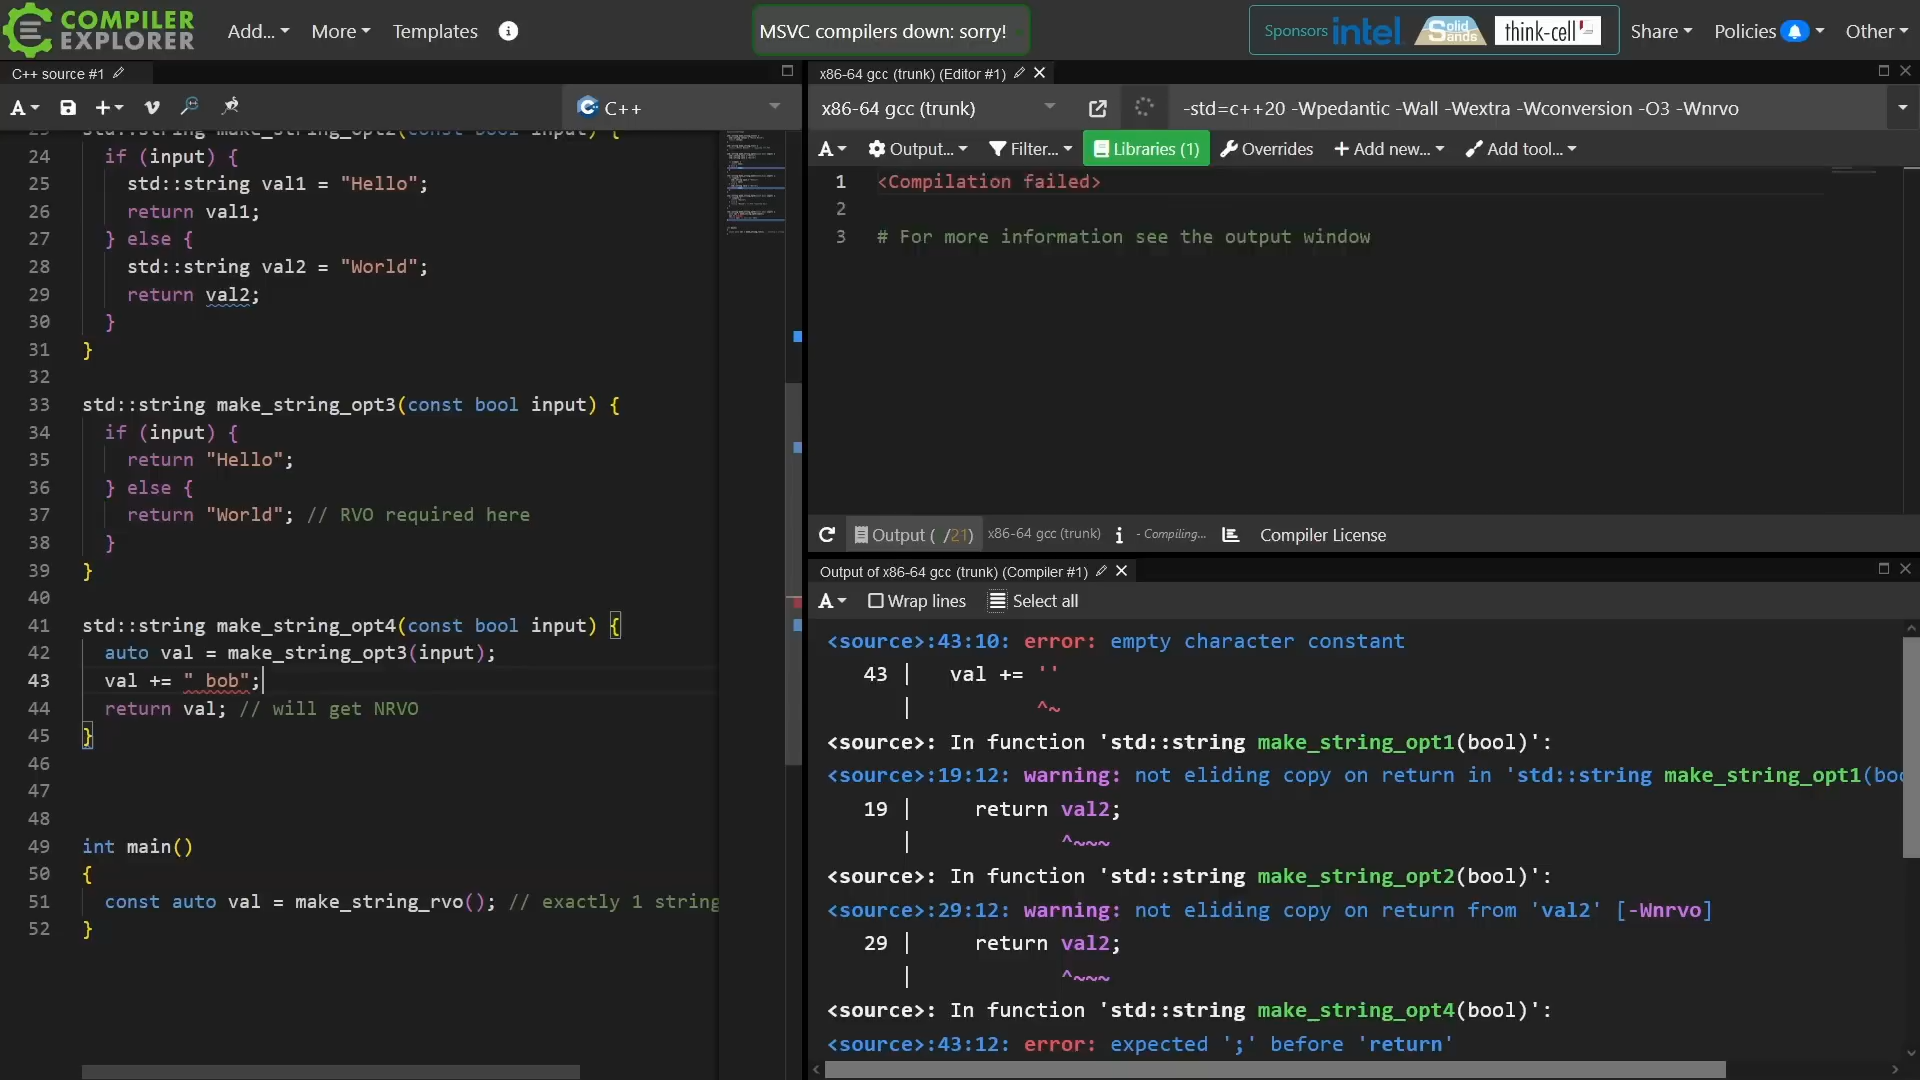 COMPILER
EXPLORER
Add...
More
Templates
MSVC compilers down: sorry!
Sponsors intel Solid Sands think-cell
Share
Policies
Other
C++ source #1
A
C++
23 std::string make_string_opt2(const bool input) {
24 if (input) {
25 std::string val1 = "Hello";
26 return val1;
27 } else {
28 std::string val2 = "World";
29 return val2;
30 }
31 }
32
33 std::string make_string_opt3(const bool input) {
34 if (input) {
35 return "Hello";
36 } else {
37 return "World"; // RVO required here
38 }
39 }
40
41 std::string make_string_opt4(const bool input) {
42 auto val = make_string_opt3(input);
43 val += " bob";
44 return val; // will get NRVO
45 }
46
47
48
49 int main()
50 {
51 const auto val = make_string_rvo(); // exactly 1 string
52 }
x86-64 gcc (trunk) (Editor #1)
x86-64 gcc (trunk)
-std=c++20 -Wpedantic -Wall -Wextra -Wconversion -O3 -Wnrvo
A
Output...
Filter...
Libraries (1)
Overrides
+ Add new...
Add tool...
1 <Compilation failed>
2
3 # For more information see the output window
Output ( /21) x86-64 gcc (trunk) i - Compiling... Compiler License
Output of x86-64 gcc (trunk) (Compiler #1)
A
Wrap lines
Select all
<source>:43:10: error: empty character constant
43 | val += ''
| ^~
<source>: In function 'std::string make_string_opt1(bool)':
<source>:19:12: warning: not eliding copy on return in 'std::string make_string_opt1(boo
19 | return val2;
| ^~~~
<source>: In function 'std::string make_string_opt2(bool)':
<source>:29:12: warning: not eliding copy on return from 'val2' [-Wnrvo]
29 | return val2;
| ^~~~
<source>: In function 'std::string make_string_opt4(bool)':
<source>:43:12: error: expected ';' before 'return'